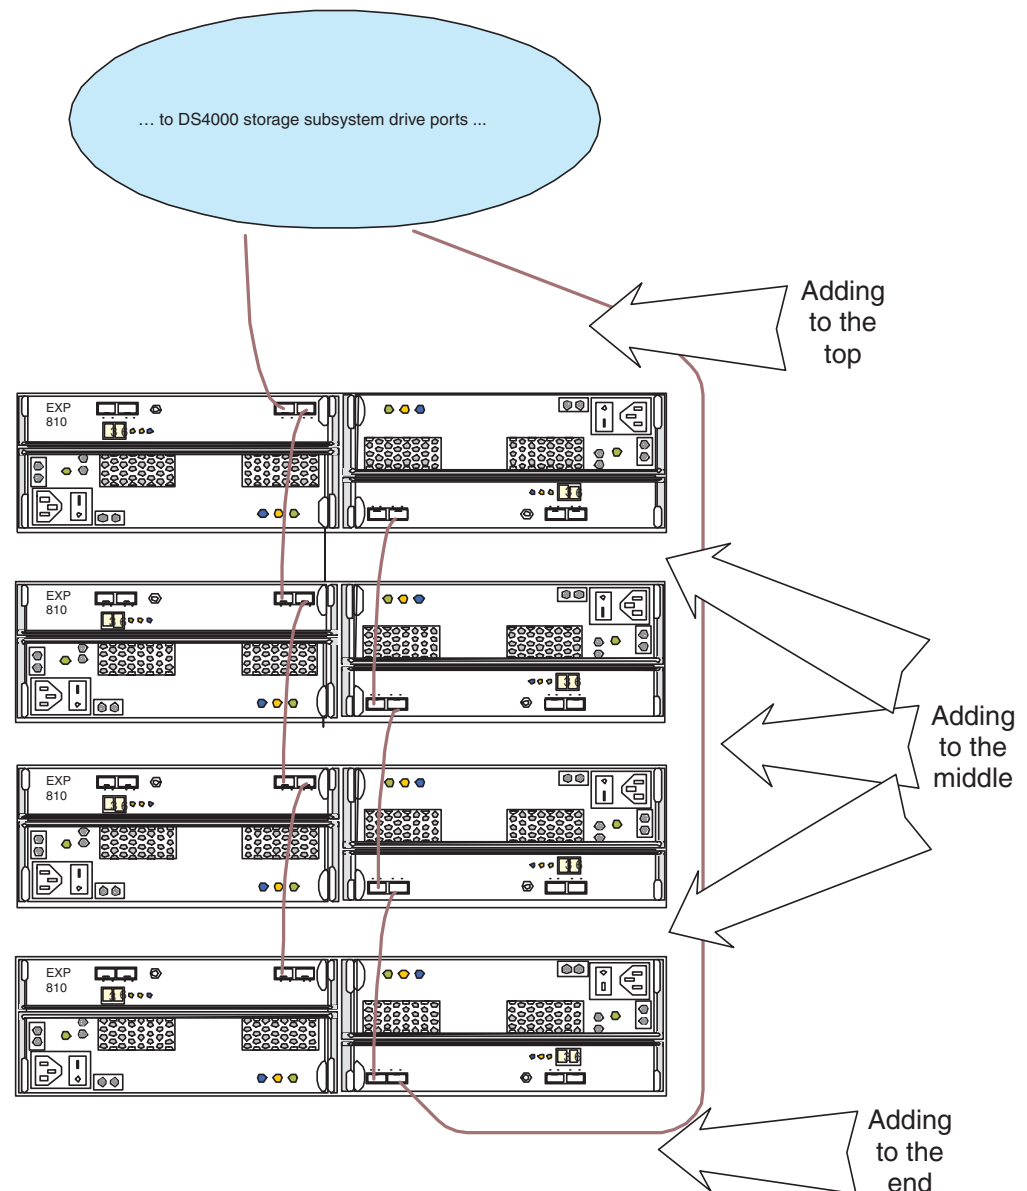 ... to DS4000 storage subsystem drive ports ...
Adding
to the
top
EXP
810
EXP
810
Adding
to the
middle
EXP
810
EXP
810
Adding
to the
end